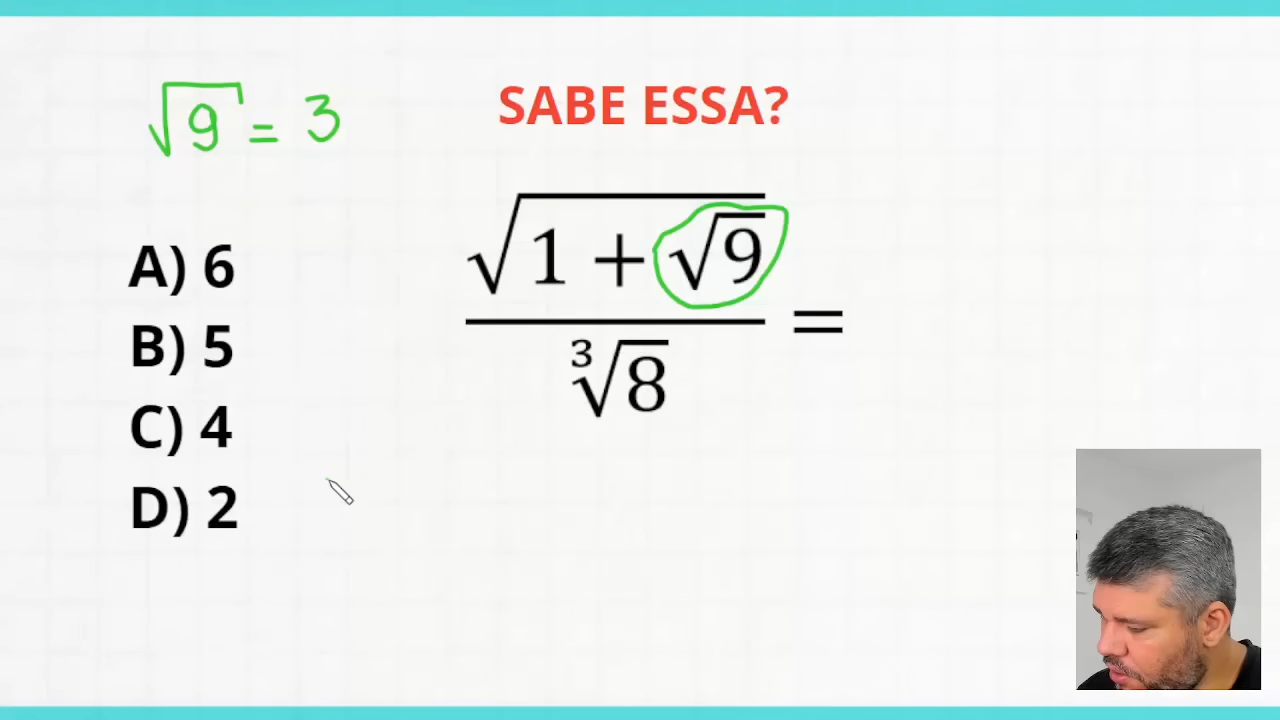 √9 = 3
SABE ESSA?
√(1 + √9)
∛8
=
A) 6
B) 5
C) 4
D) 2